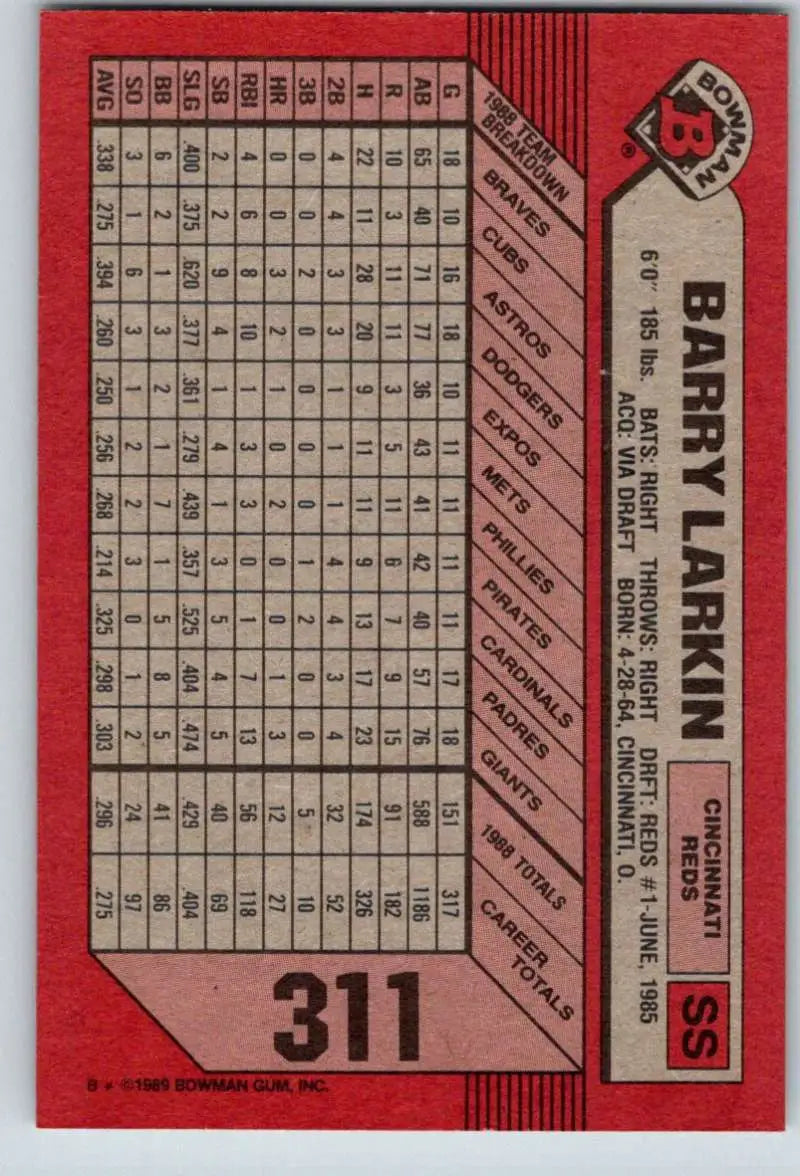 BOWMAN
B
®
BARRY LARKIN
CINCINNATI
REDS
SS
6'0" 185 lbs. BATS: RIGHT THROWS: RIGHT DRFT: REDS #1-JUNE, 1985
ACQ: VIA DRAFT BORN: 4-28-64, CINCINNATI, O.
1988 TEAM
BREAKDOWN
BRAVES
CUBS
ASTROS
DODGERS
EXPOS
METS
PHILLIES
PIRATES
CARDINALS
PADRES
GIANTS
1988 TOTALS
CAREER
TOTALS
G 18 10 16 18 10 11 11 11 11 17 18 151 317
AB 65 40 71 77 36 43 41 42 40 57 76 588 1186
R 10 3 11 11 3 5 11 6 7 9 15 91 182
H 22 11 28 20 9 11 11 9 13 17 23 174 326
2B 4 4 3 3 1 1 1 4 4 3 4 32 52
3B 0 0 2 0 0 0 0 1 2 0 0 5 10
HR 0 0 3 2 1 0 2 0 0 1 3 12 27
RBI 4 6 8 10 1 3 3 0 1 7 13 56 118
SB 2 2 9 4 1 4 1 3 5 4 5 40 69
SLG .400 .375 .620 .377 .361 .279 .439 .357 .525 .404 .474 .429 .404
BB 6 2 1 3 2 1 7 1 5 8 5 41 86
SO 3 1 6 3 1 2 2 3 0 1 2 24 97
AVG .338 .275 .394 .260 .250 .256 .268 .214 .325 .298 .303 .296 .275
311
B * ©1989 BOWMAN GUM, INC.